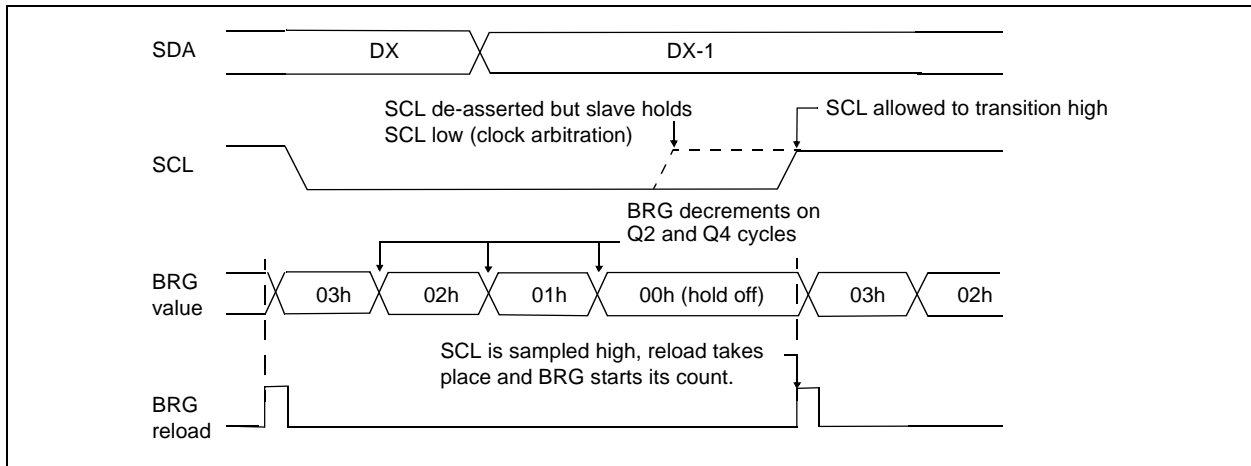 SDA
DX
DX-1
SCL de-asserted but slave holds
SCL low (clock arbitration)
SCL allowed to transition high
SCL
BRG decrements on
Q2 and Q4 cycles
BRG
value
03h
02h
01h
00h (hold off)
03h
02h
SCL is sampled high, reload takes
place and BRG starts its count.
BRG
reload